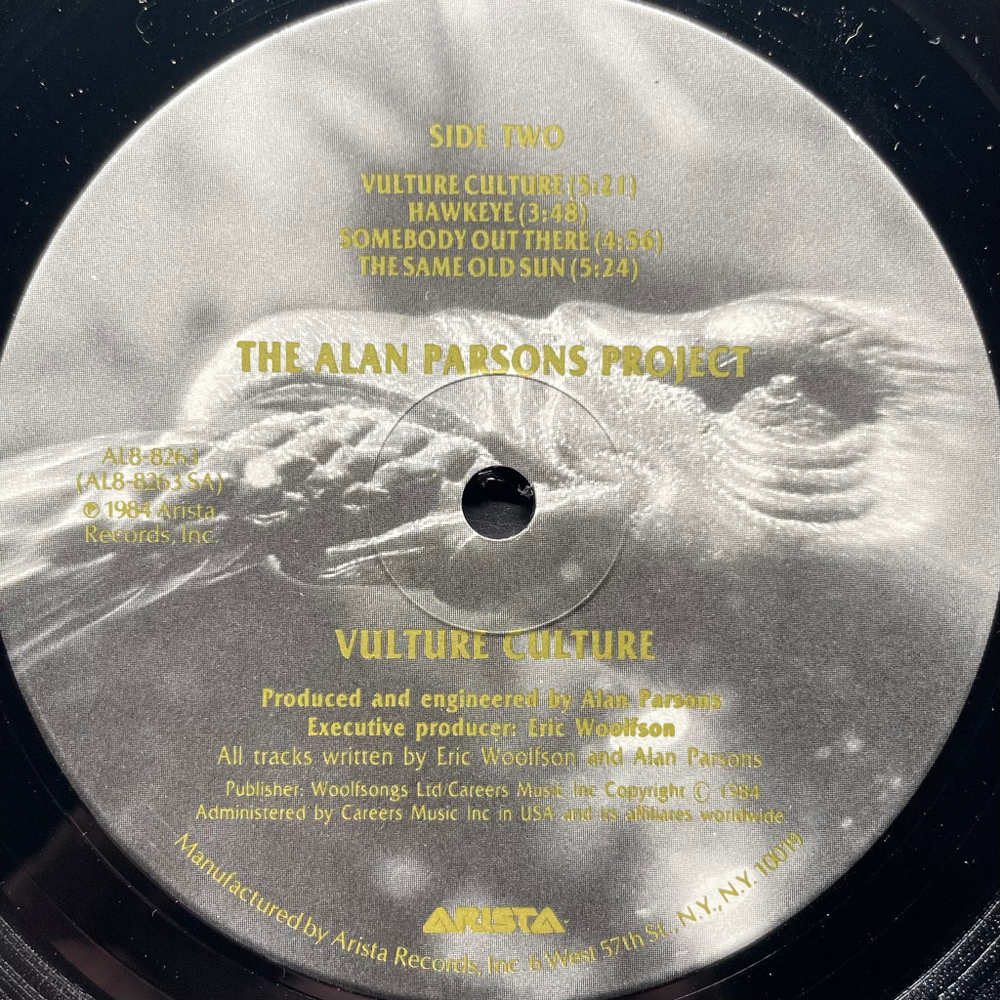 SIDE TWO
VULTURE CULTURE (5:21)
HAWKEYE (3:48)
SOMEBODY OUT THERE (4:56)
THE SAME OLD SUN (5:24)
THE ALAN PARSONS PROJECT
AL8-8263
(AL8-8263 SA)
℗ 1984 Arista
Records, Inc.
VULTURE CULTURE
Produced and engineered by Alan Parsons
Executive producer: Eric Woolfson
All tracks written by Eric Woolfson and Alan Parsons
Publisher: Woolfsongs Ltd/Careers Music Inc Copyright © 1984
Administered by Careers Music Inc in USA and its affiliates worldwide.
ARISTA
Manufactured by Arista Records, Inc. 6 West 57th St., N.Y., N.Y. 10019